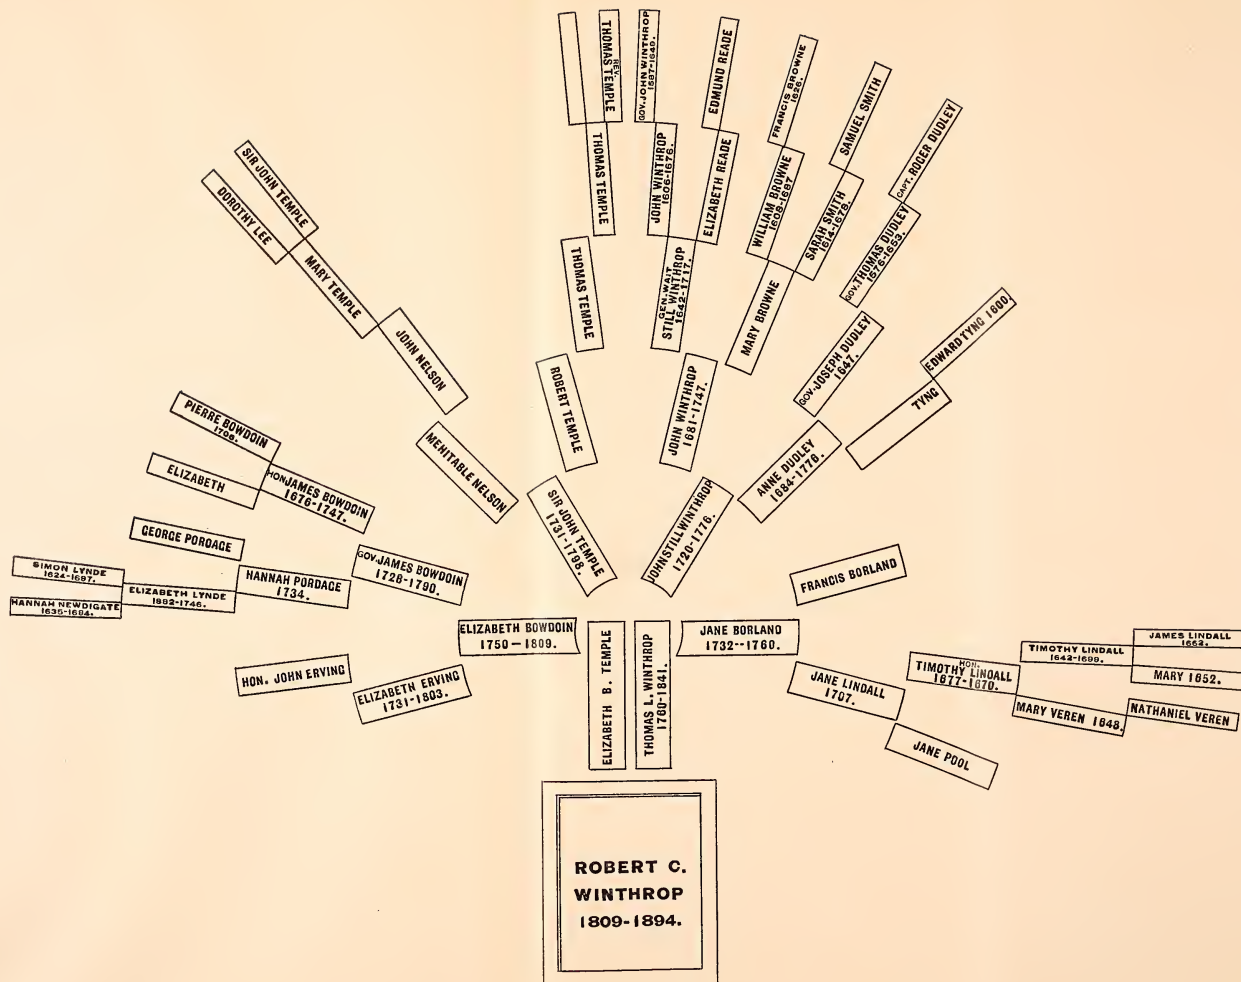 REV.
THOMAS TEMPLE
GOV. JOHN WINTHROP
1587-1649.
EDMUND READE
FRANCIS BROWNE
1626.
SAMUEL SMITH
CAPT. ROGER DUDLEY
SIR JOHN TEMPLE
DOROTHY LEE
THOMAS TEMPLE
JOHN WINTHROP
1606-1676.
ELIZABETH READE
WILLIAM BROWNE
1608-1687
SARAH SMITH
1614-1678.
GOV. THOMAS DUDLEY
1576-1653.
MARY TEMPLE
THOMAS TEMPLE
GEN. WAIT
STILL WINTHROP
1642-1717.
MARY BROWNE
GOV. JOSEPH DUDLEY
1647.
EDWARD TYNG 1600.
TYNG
JOHN NELSON
ROBERT TEMPLE
JOHN WINTHROP
1681-1747.
ANNE DUDLEY
1684-1776.
PIERRE BOWDOIN
1706.
ELIZABETH
HON JAMES BOWDOIN
1676-1747.
MEHITABLE NELSON
SIR JOHN TEMPLE
1731-1798.
JOHN STILL WINTHROP
1720-1776.
GEORGE POROAGE
GOV. JAMES BOWDOIN
1726-1790.
FRANCIS BORLAND
SIMON LYNDE
1624-1687.
HANNAH NEWDIGATE
1635-1684.
ELIZABETH LYNDE
1682-1746.
HANNAH PORDAGE
1734.
ELIZABETH BOWDOIN
1750-1809.
JANE BORLAND
1732--1760.
JAMES LINDALL
1662.
TIMOTHY LINDALL
1642-1699.
MARY 1652.
HON. JOHN ERVING
ELIZABETH ERVING
1731-1803.
ELIZABETH B. TEMPLE
THOMAS L. WINTHROP
1760-1841.
JANE LINDALL
1707.
HON.
TIMOTHY LINDALL
1677-1670.
MARY VEREN 1648.
NATHANIEL VEREN
JANE POOL
ROBERT C.
WINTHROP
1809-1894.